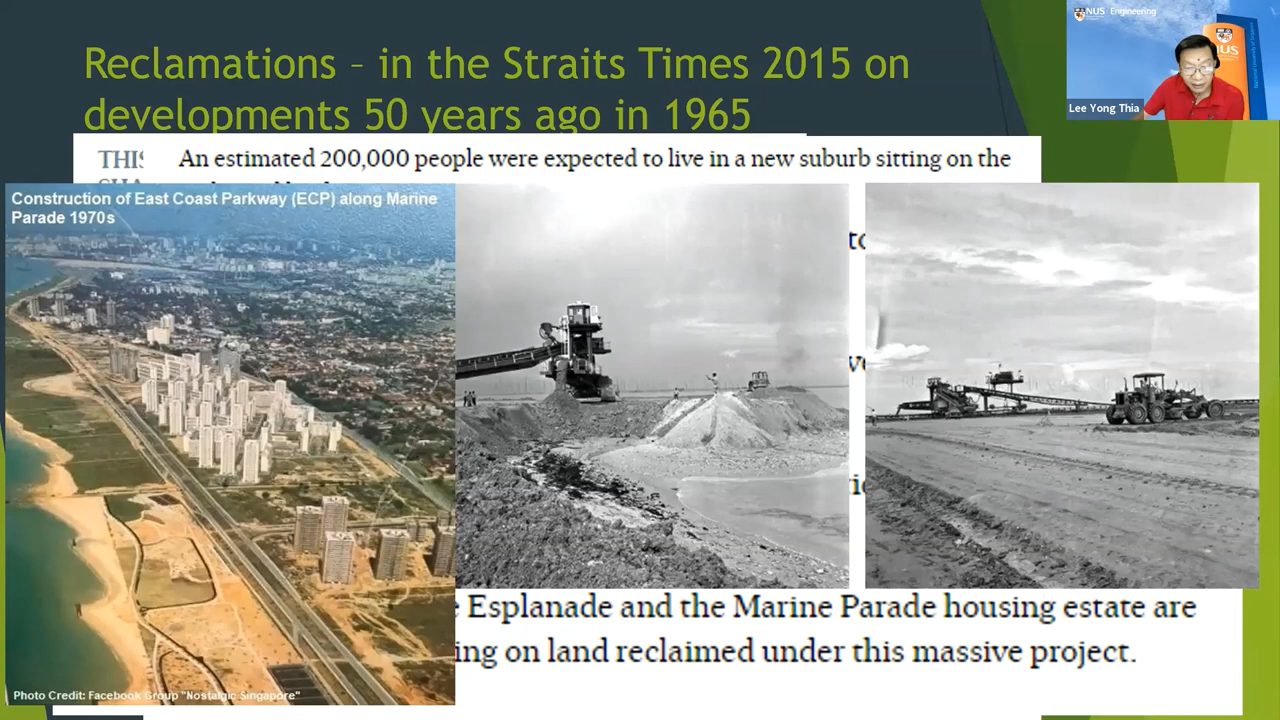 Reclamations – in the Straits Times 2015 on
developments 50 years ago in 1965
NUS Engineering
Lee Yong Thia
An estimated 200,000 people were expected to live in a new suburb sitting on the
Construction of East Coast Parkway (ECP) along Marine
Parade 1970s
Esplanade and the Marine Parade housing estate are
on land reclaimed under this massive project.
Photo Credit: Facebook Group "Nostalgic Singapore"